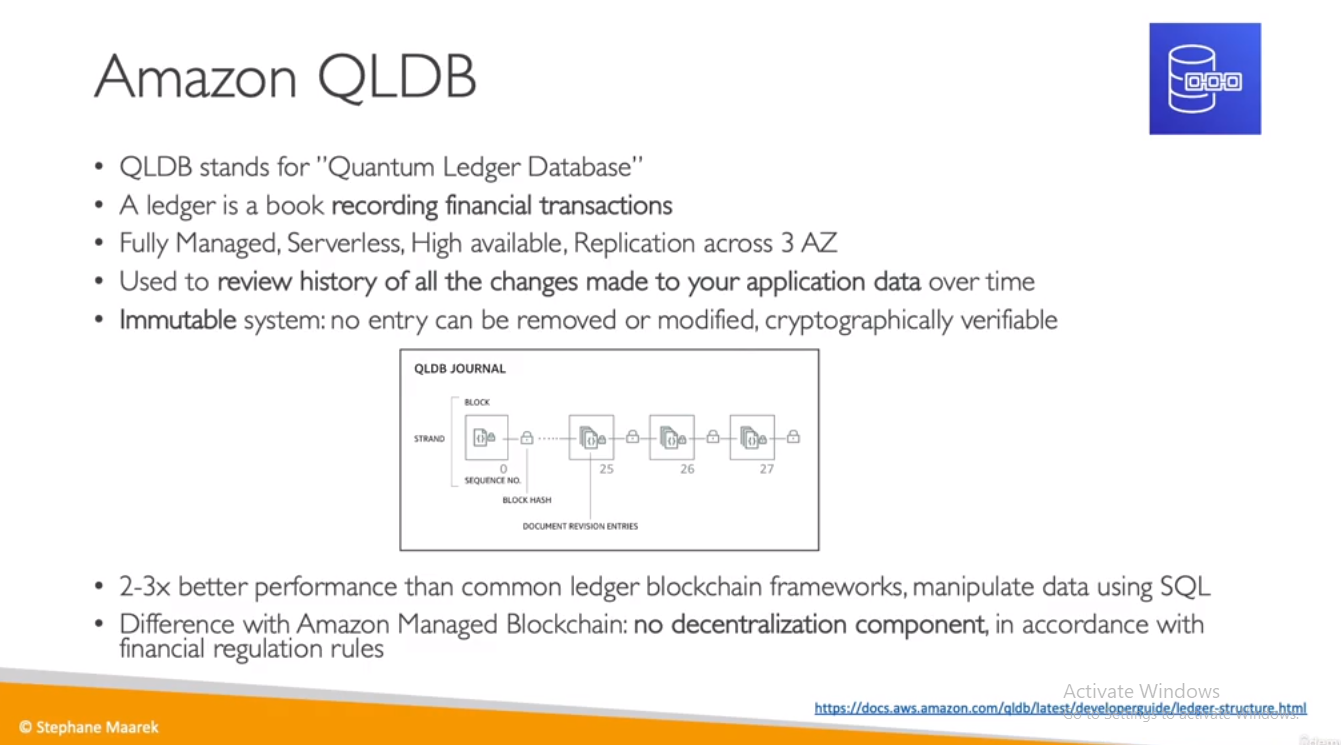 Amazon QLDB
• QLDB stands for "Quantum Ledger Database"
• A ledger is a book recording financial transactions
• Fully Managed, Serverless, High available, Replication across 3 AZ
• Used to review history of all the changes made to your application data over time
• Immutable system: no entry can be removed or modified, cryptographically verifiable
QLDB JOURNAL
BLOCK
STRAND
0 25 26 27
SEQUENCE NO.
BLOCK HASH
DOCUMENT REVISION ENTRIES
• 2-3x better performance than common ledger blockchain frameworks, manipulate data using SQL
• Difference with Amazon Managed Blockchain: no decentralization component, in accordance with
financial regulation rules
Activate Windows
https://docs.aws.amazon.com/qldb/latest/developerguide/ledger-structure.html
Go to Settings to activate Windows.
© Stephane Maarek